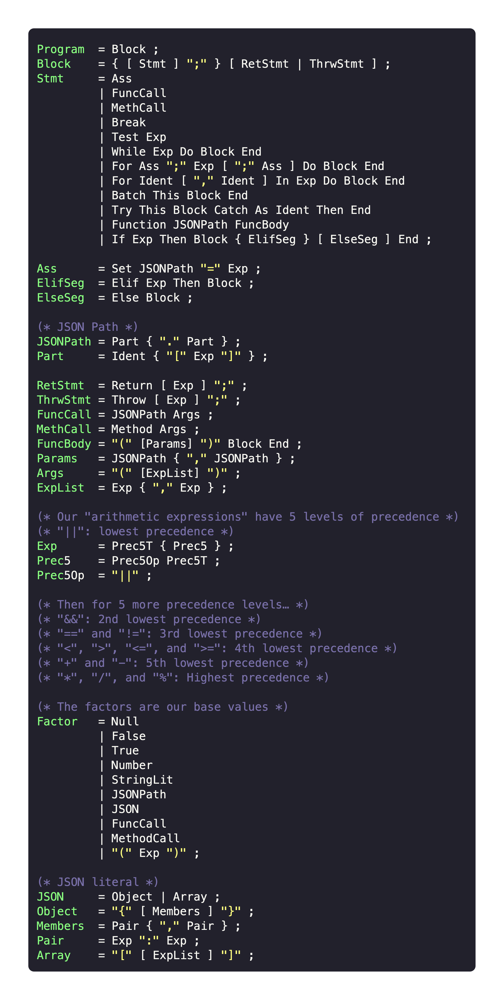 Program  = Block ;
Block    = { [ Stmt ] ";" } [ RetStmt | ThrwStmt ] ;
Stmt     = Ass
         | FuncCall
         | MethCall
         | Break
         | Test Exp
         | While Exp Do Block End
         | For Ass ";" Exp [ ";" Ass ] Do Block End
         | For Ident [ "," Ident ] In Exp Do Block End
         | Batch This Block End
         | Try This Block Catch As Ident Then End
         | Function JSONPath FuncBody
         | If Exp Then Block { ElifSeg } [ ElseSeg ] End ;

Ass      = Set JSONPath "=" Exp ;
ElifSeg  = Elif Exp Then Block ;
ElseSeg  = Else Block ;

(* JSON Path *)
JSONPath = Part { "." Part } ;
Part     = Ident { "[" Exp "]" } ;

RetStmt  = Return [ Exp ] ";" ;
ThrwStmt = Throw [ Exp ] ";" ;
FuncCall = JSONPath Args ;
MethCall = Method Args ;
FuncBody = "(" [Params] ")" Block End ;
Params   = JSONPath { "," JSONPath } ;
Args     = "(" [ExpList] ")" ;
ExpList  = Exp { "," Exp } ;

(* Our "arithmetic expressions" have 5 levels of precedence *)
(* "||": lowest precedence *)
Exp      = Prec5T { Prec5 } ;
Prec5    = Prec5Op Prec5T ;
Prec5Op  = "||" ;

(* Then for 5 more precedence levels… *)
(* "&&": 2nd lowest precedence *)
(* "==" and "!=": 3rd lowest precedence *)
(* "<", ">", "<=", and ">=": 4th lowest precedence *)
(* "+" and "-": 5th lowest precedence *)
(* "*", "/", and "%": Highest precedence *)

(* The factors are our base values *)
Factor   = Null
         | False
         | True
         | Number
         | StringLit
         | JSONPath
         | JSON
         | FuncCall
         | MethodCall
         | "(" Exp ")" ;

(* JSON literal *)
JSON     = Object | Array ;
Object   = "{" [ Members ] "}" ;
Members  = Pair { "," Pair } ;
Pair     = Exp ":" Exp ;
Array    = "[" [ ExpList ] "]" ;